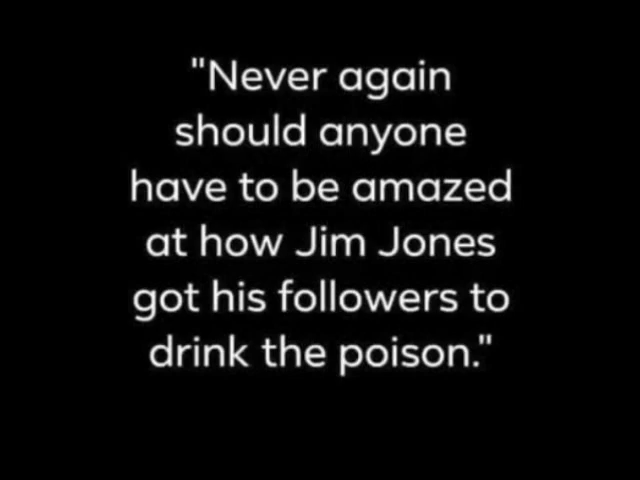 "Never again
should anyone
have to be amazed
at how Jim Jones
got his followers to
drink the poison."